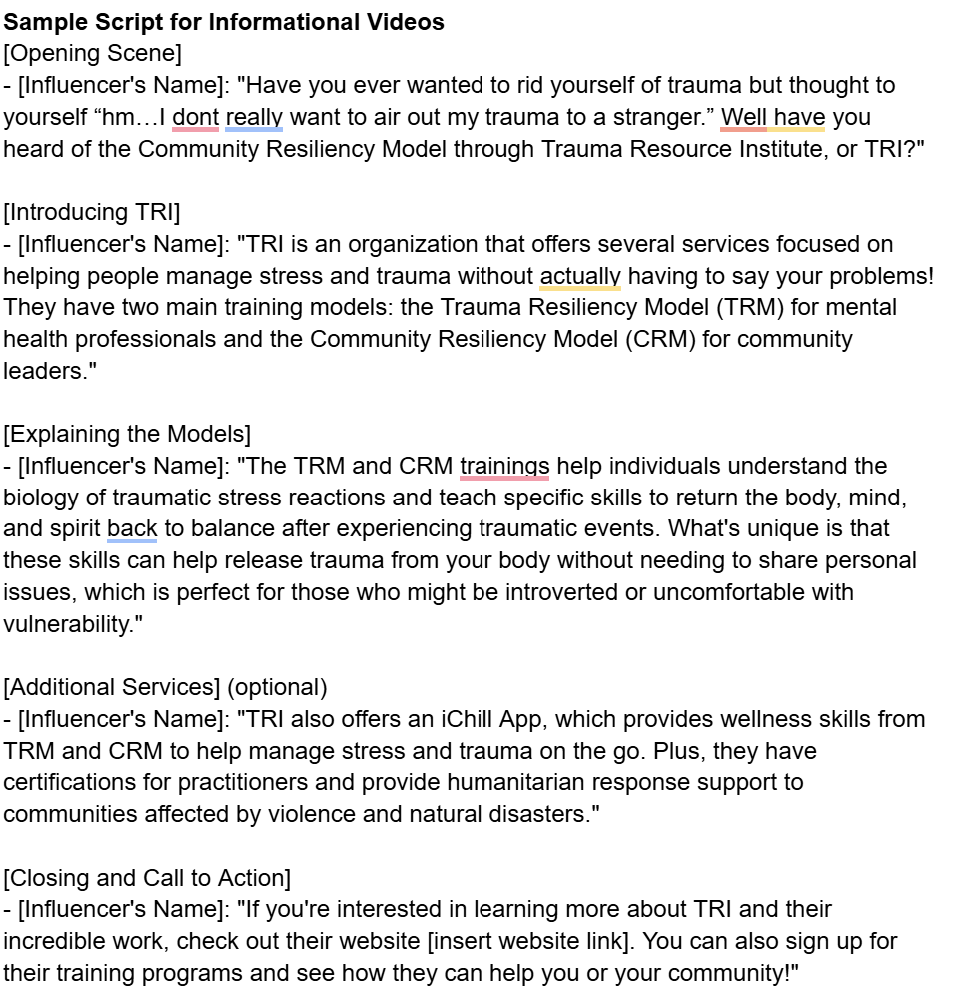 Sample Script for Informational Videos
[Opening Scene]
- [Influencer's Name]: "Have you ever wanted to rid yourself of trauma but thought to
yourself “hm…I dont really want to air out my trauma to a stranger.” Well have you
heard of the Community Resiliency Model through Trauma Resource Institute, or TRI?"
[Introducing TRI]
- [Influencer's Name]: "TRI is an organization that offers several services focused on
helping people manage stress and trauma without actually having to say your problems!
They have two main training models: the Trauma Resiliency Model (TRM) for mental
health professionals and the Community Resiliency Model (CRM) for community
leaders."
[Explaining the Models]
- [Influencer's Name]: "The TRM and CRM trainings help individuals understand the
biology of traumatic stress reactions and teach specific skills to return the body, mind,
and spirit back to balance after experiencing traumatic events. What's unique is that
these skills can help release trauma from your body without needing to share personal
issues, which is perfect for those who might be introverted or uncomfortable with
vulnerability."
[Additional Services] (optional)
- [Influencer's Name]: "TRI also offers an iChill App, which provides wellness skills from
TRM and CRM to help manage stress and trauma on the go. Plus, they have
certifications for practitioners and provide humanitarian response support to
communities affected by violence and natural disasters."
[Closing and Call to Action]
- [Influencer's Name]: "If you're interested in learning more about TRI and their
incredible work, check out their website [insert website link]. You can also sign up for
their training programs and see how they can help you or your community!"